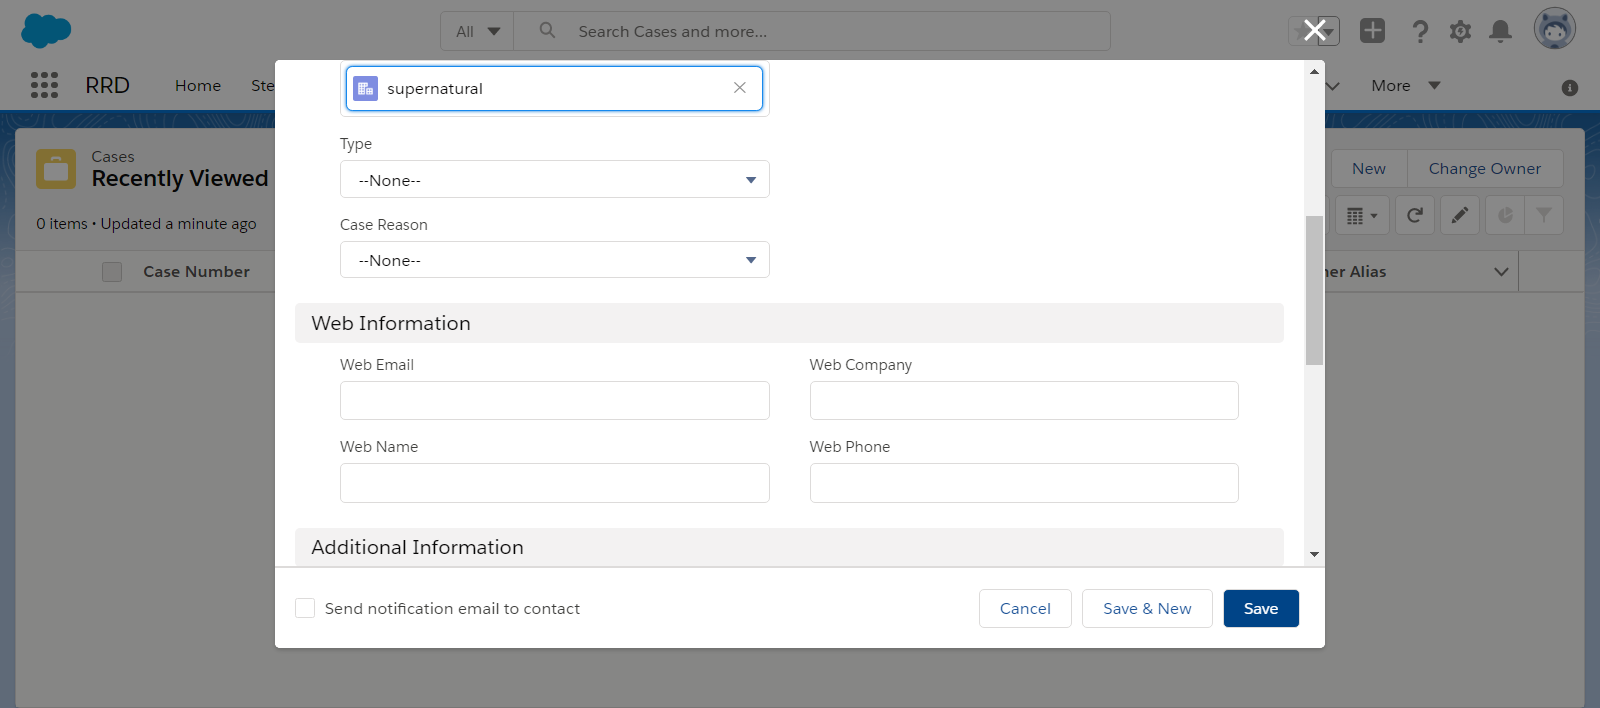 All
Search Cases and more...
RRD
Home
Ste
More
Cases
Recently Viewed
0 items • Updated a minute ago
New
Change Owner
Case Number
ner Alias
supernatural
Type
--None--
Case Reason
--None--
Web Information
Web Email
Web Company
Web Name
Web Phone
Additional Information
Send notification email to contact
Cancel
Save & New
Save